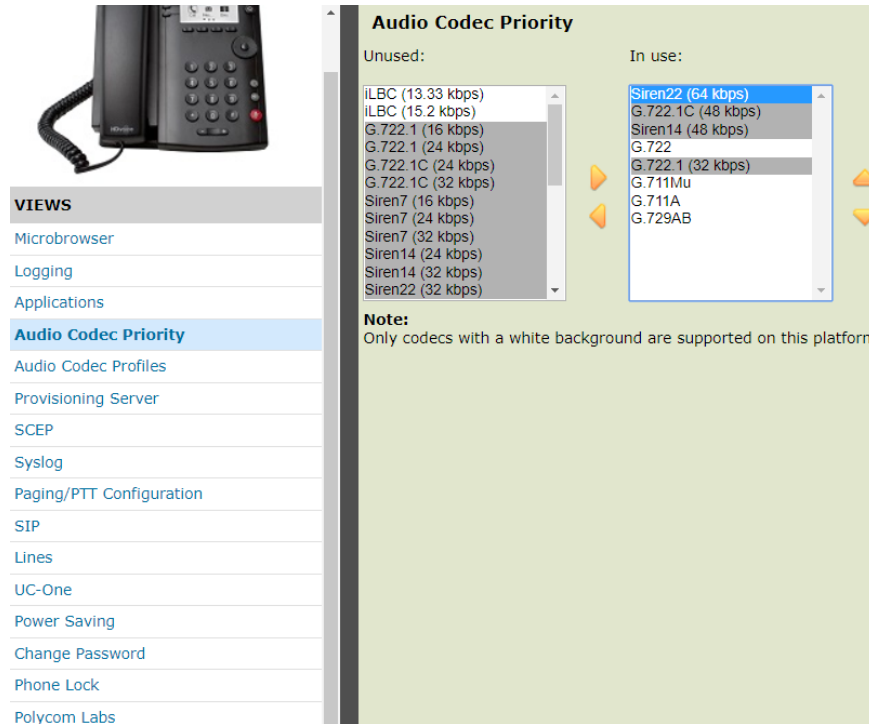 Audio Codec Priority
Unused:
In use:
iLBC (13.33 kbps)
iLBC (15.2 kbps)
G.722.1 (16 kbps)
G.722.1 (24 kbps)
G.722.1C (24 kbps)
G.722.1C (32 kbps)
Siren7 (16 kbps)
Siren7 (24 kbps)
Siren7 (32 kbps)
Siren14 (24 kbps)
Siren14 (32 kbps)
Siren22 (32 kbps)
Siren22 (64 kbps)
G.722.1C (48 kbps)
Siren14 (48 kbps)
G.722
G.722.1 (32 kbps)
G.711Mu
G.711A
G.729AB
Note:
Only codecs with a white background are supported on this platform
VIEWS
Microbrowser
Logging
Applications
Audio Codec Priority
Audio Codec Profiles
Provisioning Server
SCEP
Syslog
Paging/PTT Configuration
SIP
Lines
UC-One
Power Saving
Change Password
Phone Lock
Polycom Labs